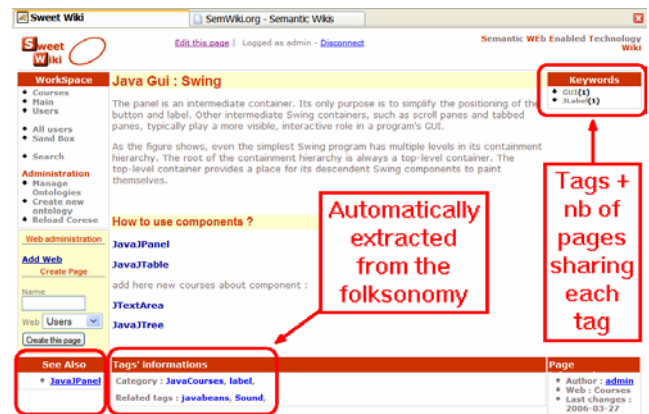 Sweet Wiki
SemWiki.org - Semantic Wikis
Sweet
Wiki
Edit this page | Logged as admin - Disconnect
Semantic WEb Enabled Technology
Wiki
WorkSpace
Courses
Main
Users
All users
Sand Box
Search
Administration
Manage
Ontologies
Create new
ontology
Reload Corese
Web administration
Add Web
Create Page
Name
Web Users
Create this page
Java Gui : Swing
The panel is an intermediate container. Its only purpose is to simplify the positioning of the
button and label. Other intermediate Swing containers, such as scroll panes and tabbed
panes, typically play a more visible, interactive role in a program's GUI.
As the figure shows, even the simplest Swing program has multiple levels in its containment
hierarchy. The root of the containment hierarchy is always a top-level container. The
top-level container provides a place for its descendent Swing components to paint
themselves.
How to use components ?
JavaJPanel
JavaJTable
add here new courses about component :
JTextArea
JavaJTree
Keywords
GUI(1)
JLabel(1)
Automatically
extracted
from the
folksonomy
Tags +
nb of
pages
sharing
each
tag
See Also
JavaJPanel
Tags' informations
Category : JavaCourses, label,
Related tags : javabeans, Sound,
Page
Author : admin
Web : Courses
Last changes :
2006-03-27